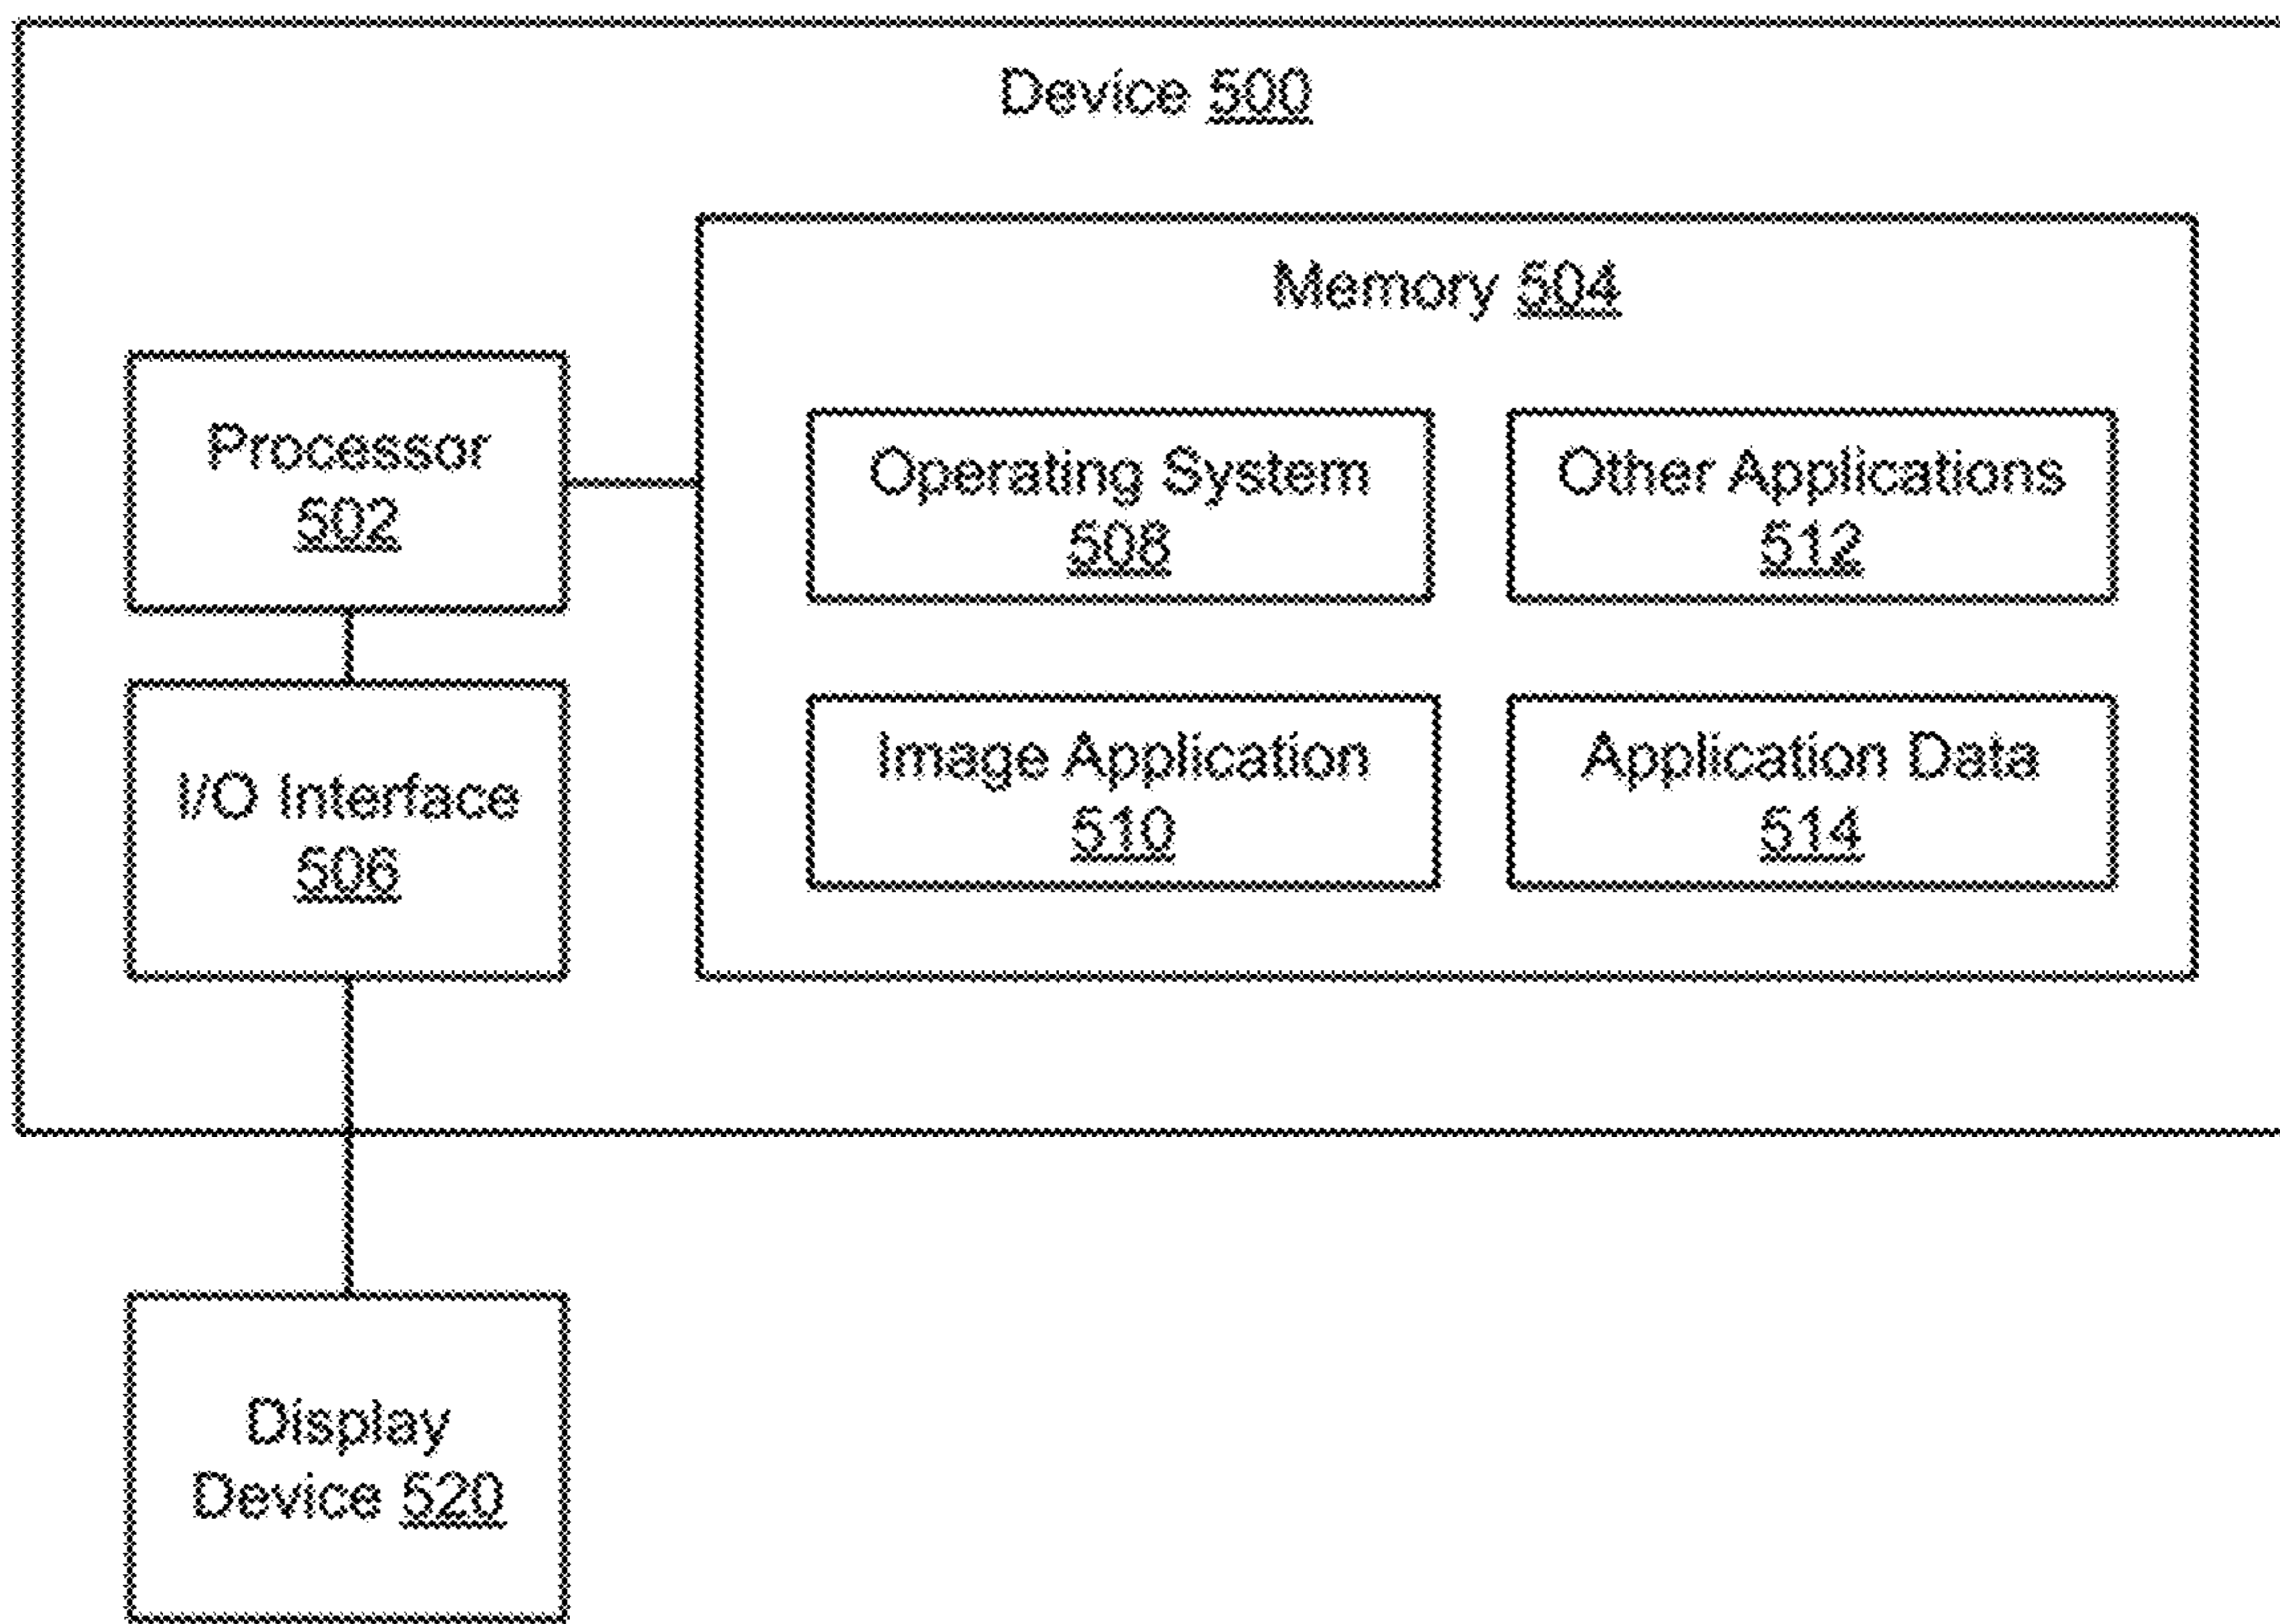 Device 500
Memory 504
Processor
502
Operating System
508
Other Applications
512
I/O Interface
506
Image Application
510
Application Data
514
Display
Device 520